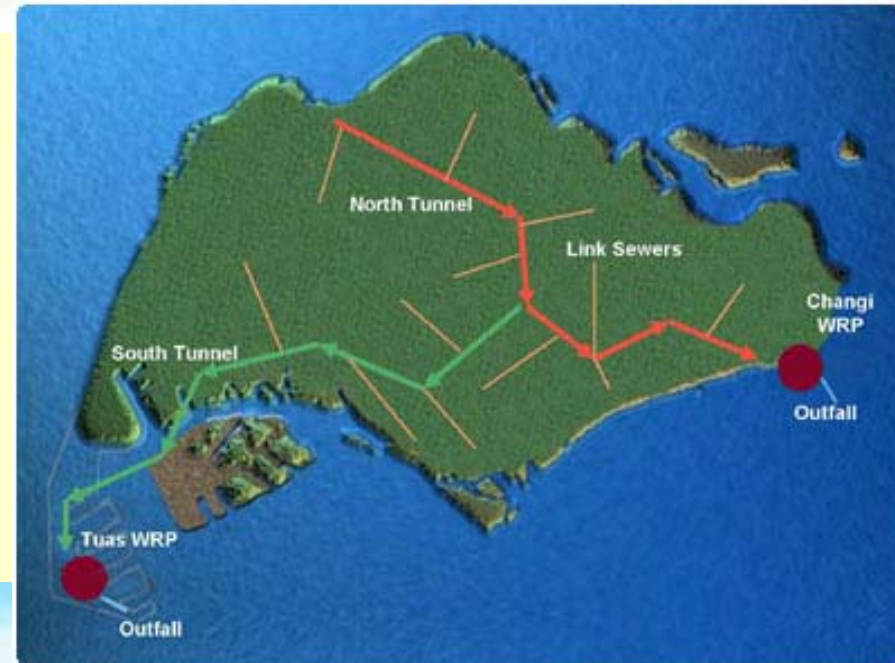 North Tunnel
Link Sewers
Changi
WRP
South Tunnel
Outfall
Tuas WRP
Outfall